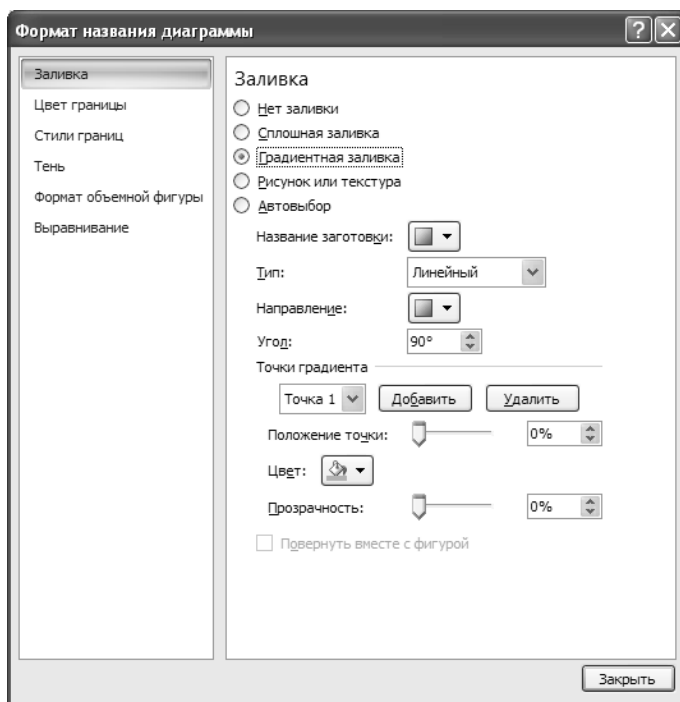 Формат названия диаграммы
Заливка
Цвет границы
Стили границ
Тень
Формат объемной фигуры
Выравнивание
Заливка
Нет заливки
Сплошная заливка
Градиентная заливка
Рисунок или текстура
Автовыбор
Название заготовки:
Тип: Линейный
Направление:
Угол: 90°
Точки градиента
Точка 1 Добавить Удалить
Положение точки: 0%
Цвет:
Прозрачность: 0%
Повернуть вместе с фигурой
Закрыть